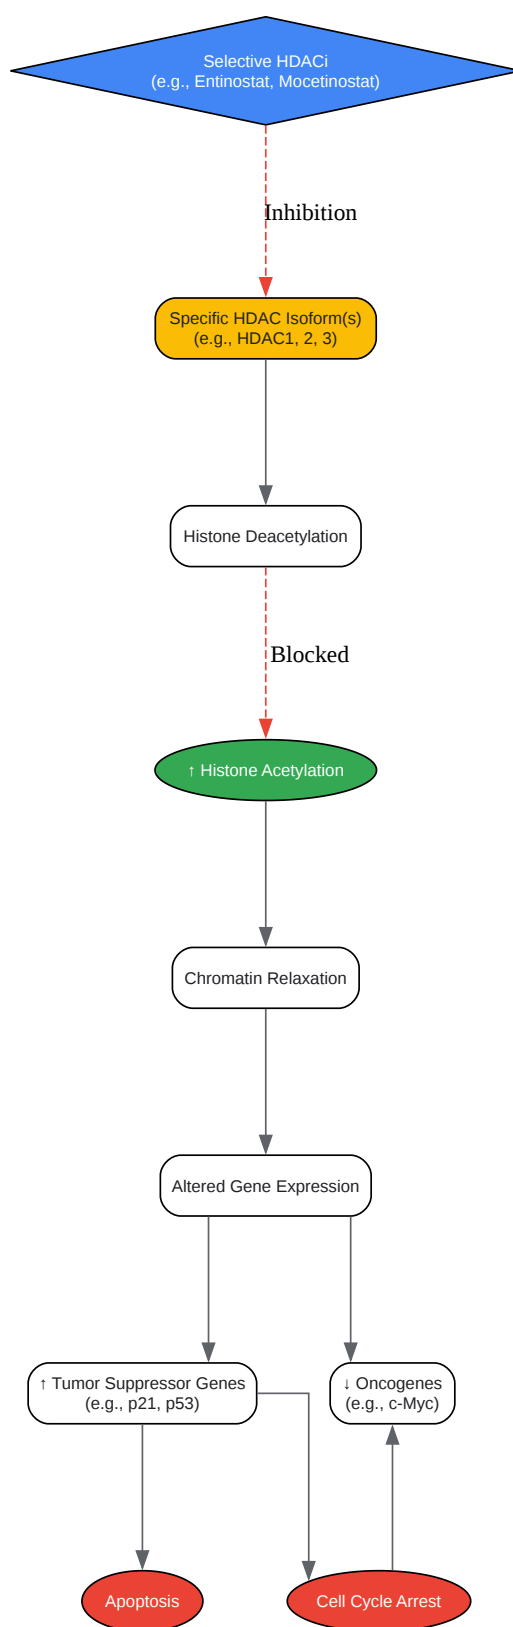 Selective HDACi
(e.g., Entinostat, Mocetinostat)
Inhibition
Specific HDAC Isoform(s)
(e.g., HDAC1, 2, 3)
Histone Deacetylation
Blocked
↑ Histone Acetylation
Chromatin Relaxation
Altered Gene Expression
↑ Tumor Suppressor Genes
(e.g., p21, p53)
↓ Oncogenes
(e.g., c-Myc)
Apoptosis
Cell Cycle Arrest